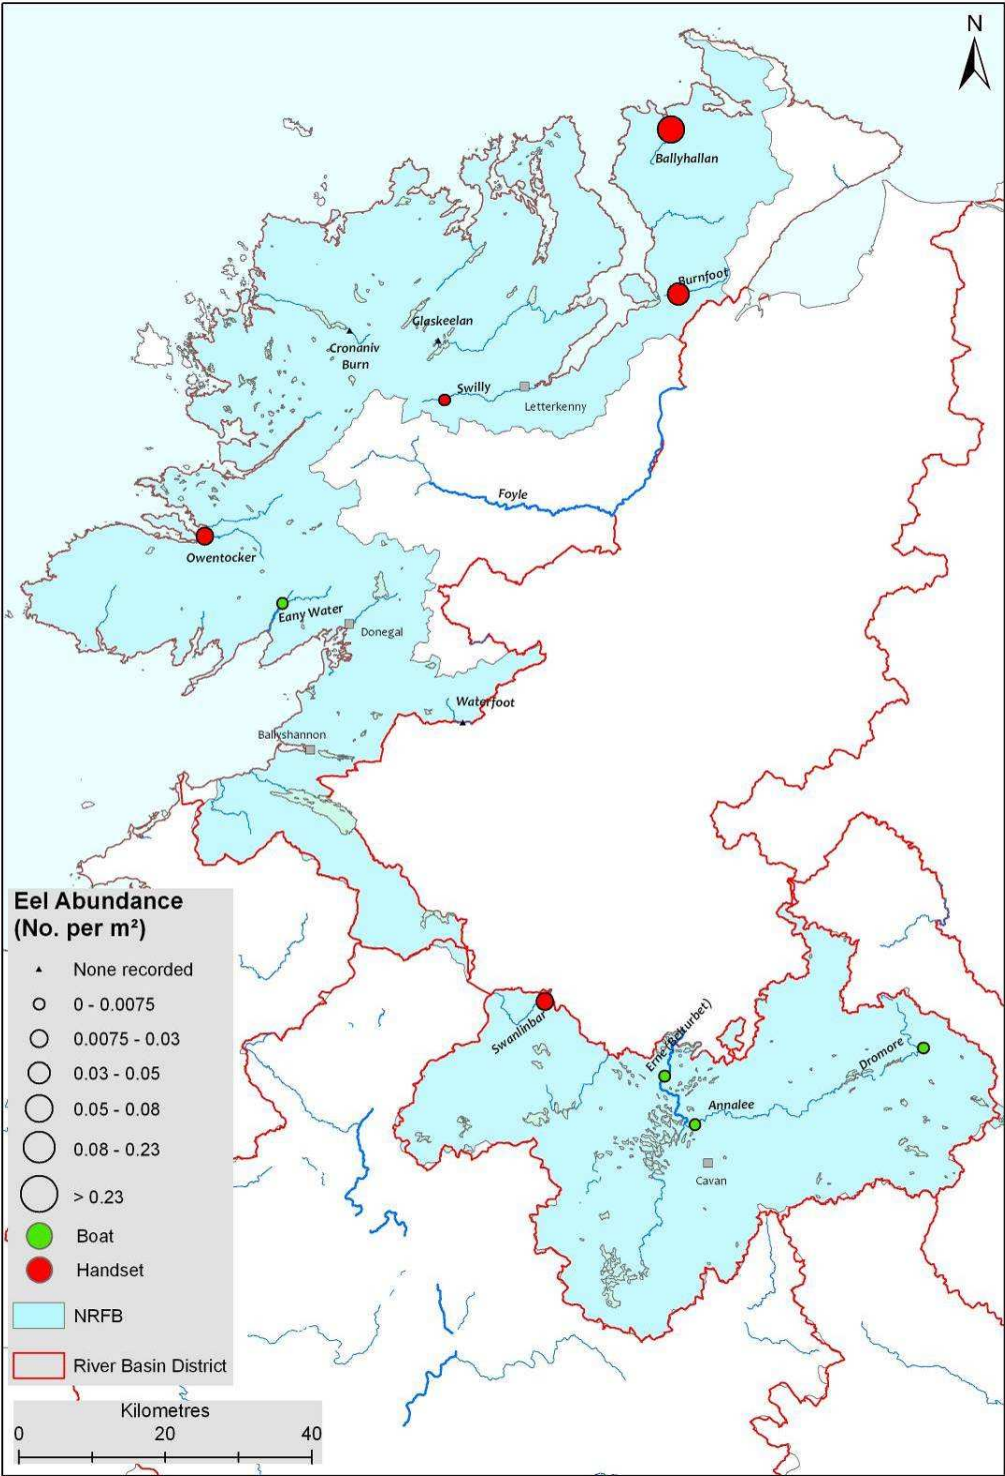 N
Ballyhallan
Burnfoot
Glaskeelan
Cronaniv
Burn
Swilly
Letterkenny
Foyle
Owentocker
Eany Water
Donegal
Waterfoot
Ballyshannon
Eel Abundance
(No. per m²)
None recorded
0 - 0.0075
0.0075 - 0.03
0.03 - 0.05
0.05 - 0.08
0.08 - 0.23
> 0.23
Boat
Handset
NRFB
River Basin District
Swanlinbar
Erne (Belturbet)
Dromore
Annalee
Cavan
Kilometres
0 20 40